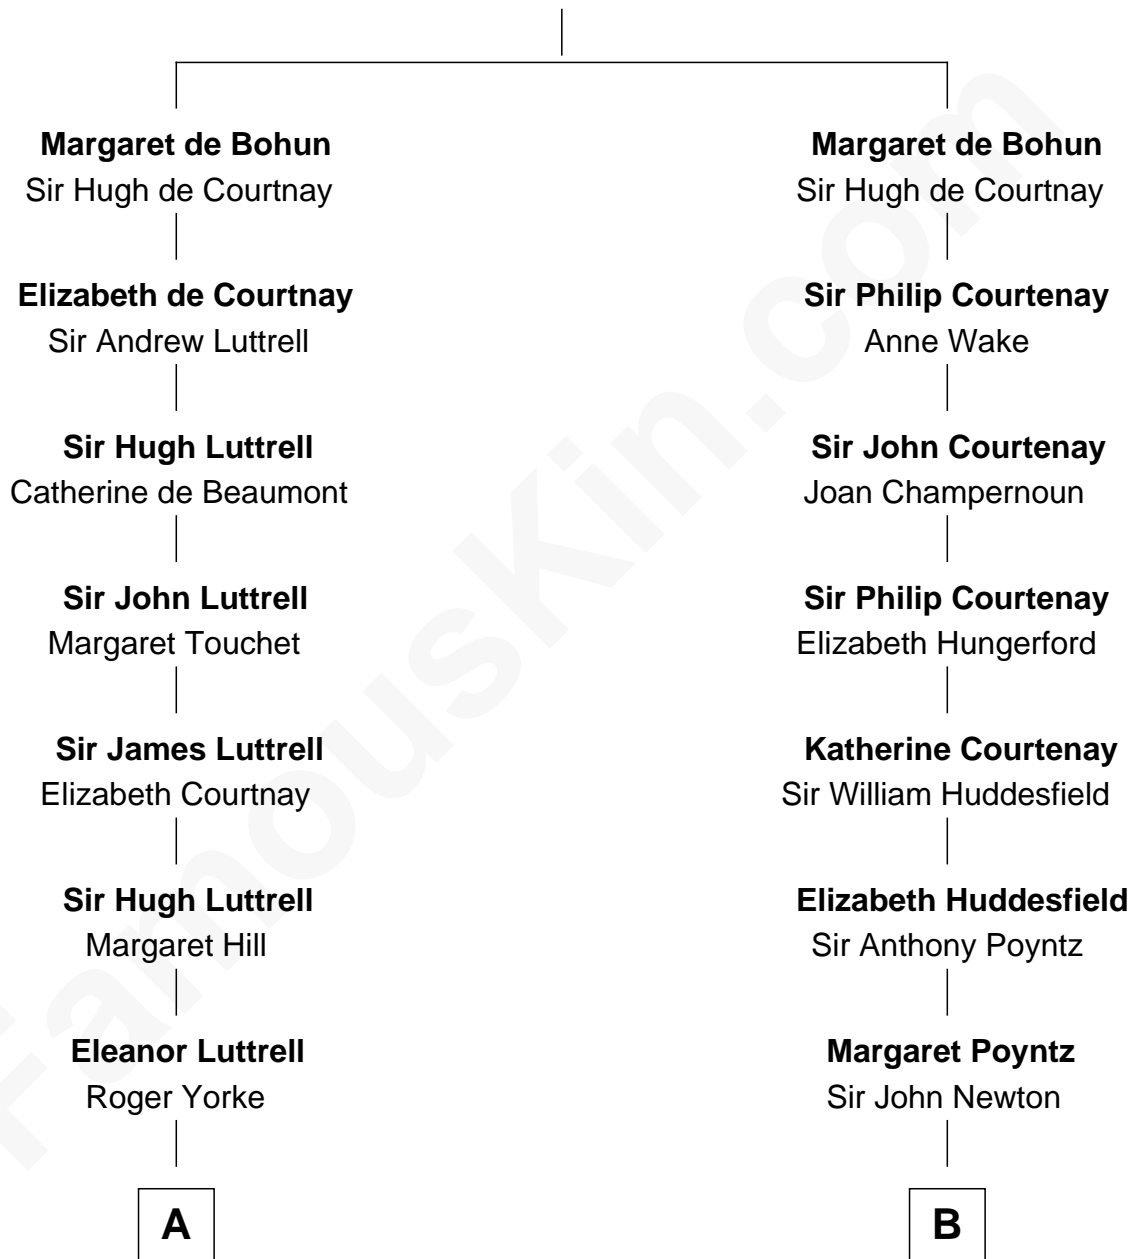 Margaret de Bohun
Sir Hugh de Courtnay
Elizabeth de Courtnay
Sir Andrew Luttrell
Sir Hugh Luttrell
Catherine de Beaumont
Sir John Luttrell
Margaret Touchet
Sir James Luttrell
Elizabeth Courtnay
Sir Hugh Luttrell
Margaret Hill
Eleanor Luttrell
Roger Yorke
A
Margaret de Bohun
Sir Hugh de Courtnay
Sir Philip Courtenay
Anne Wake
Sir John Courtenay
Joan Champernoun
Sir Philip Courtenay
Elizabeth Hungerford
Katherine Courtenay
Sir William Huddesfield
Elizabeth Huddesfield
Sir Anthony Poyntz
Margaret Poyntz
Sir John Newton
B
FamousKin.com